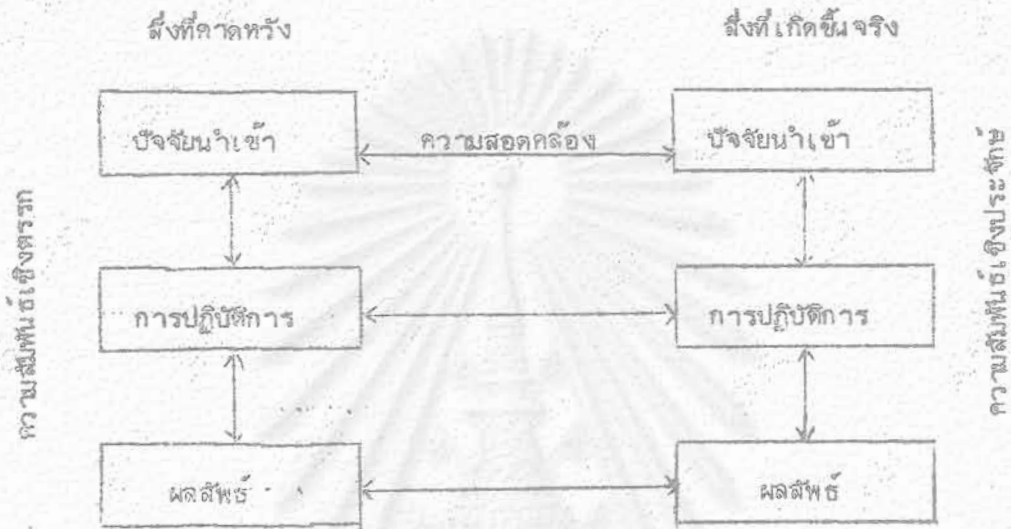 สิ่งที่คาดหวัง
สิ่งที่เกิดขึ้นจริง
ปัจจัยนำเข้า
ความสอดคล้อง
ปัจจัยนำเข้า
ความสัมพันธ์เชิงตรรก
ความสัมพันธ์เชิงประจักษ์
การปฏิบัติการ
การปฏิบัติการ
ผลลัพธ์
ผลลัพธ์